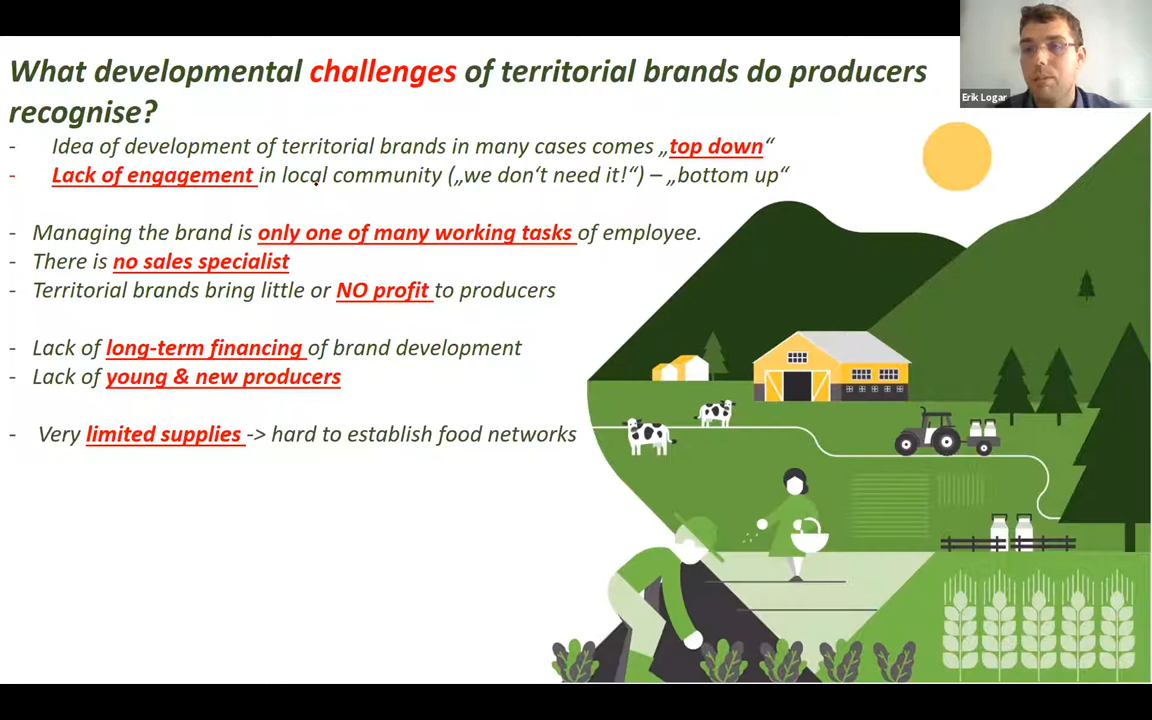 What developmental challenges of territorial brands do producers
recognise?
- Idea of development of territorial brands in many cases comes „top down“
- Lack of engagement in local community („we don‘t need it!“) – „bottom up“
- Managing the brand is only one of many working tasks of employee.
- There is no sales specialist
- Territorial brands bring little or NO profit to producers
- Lack of long-term financing of brand development
- Lack of young & new producers
- Very limited supplies -> hard to establish food networks
Erik Logar